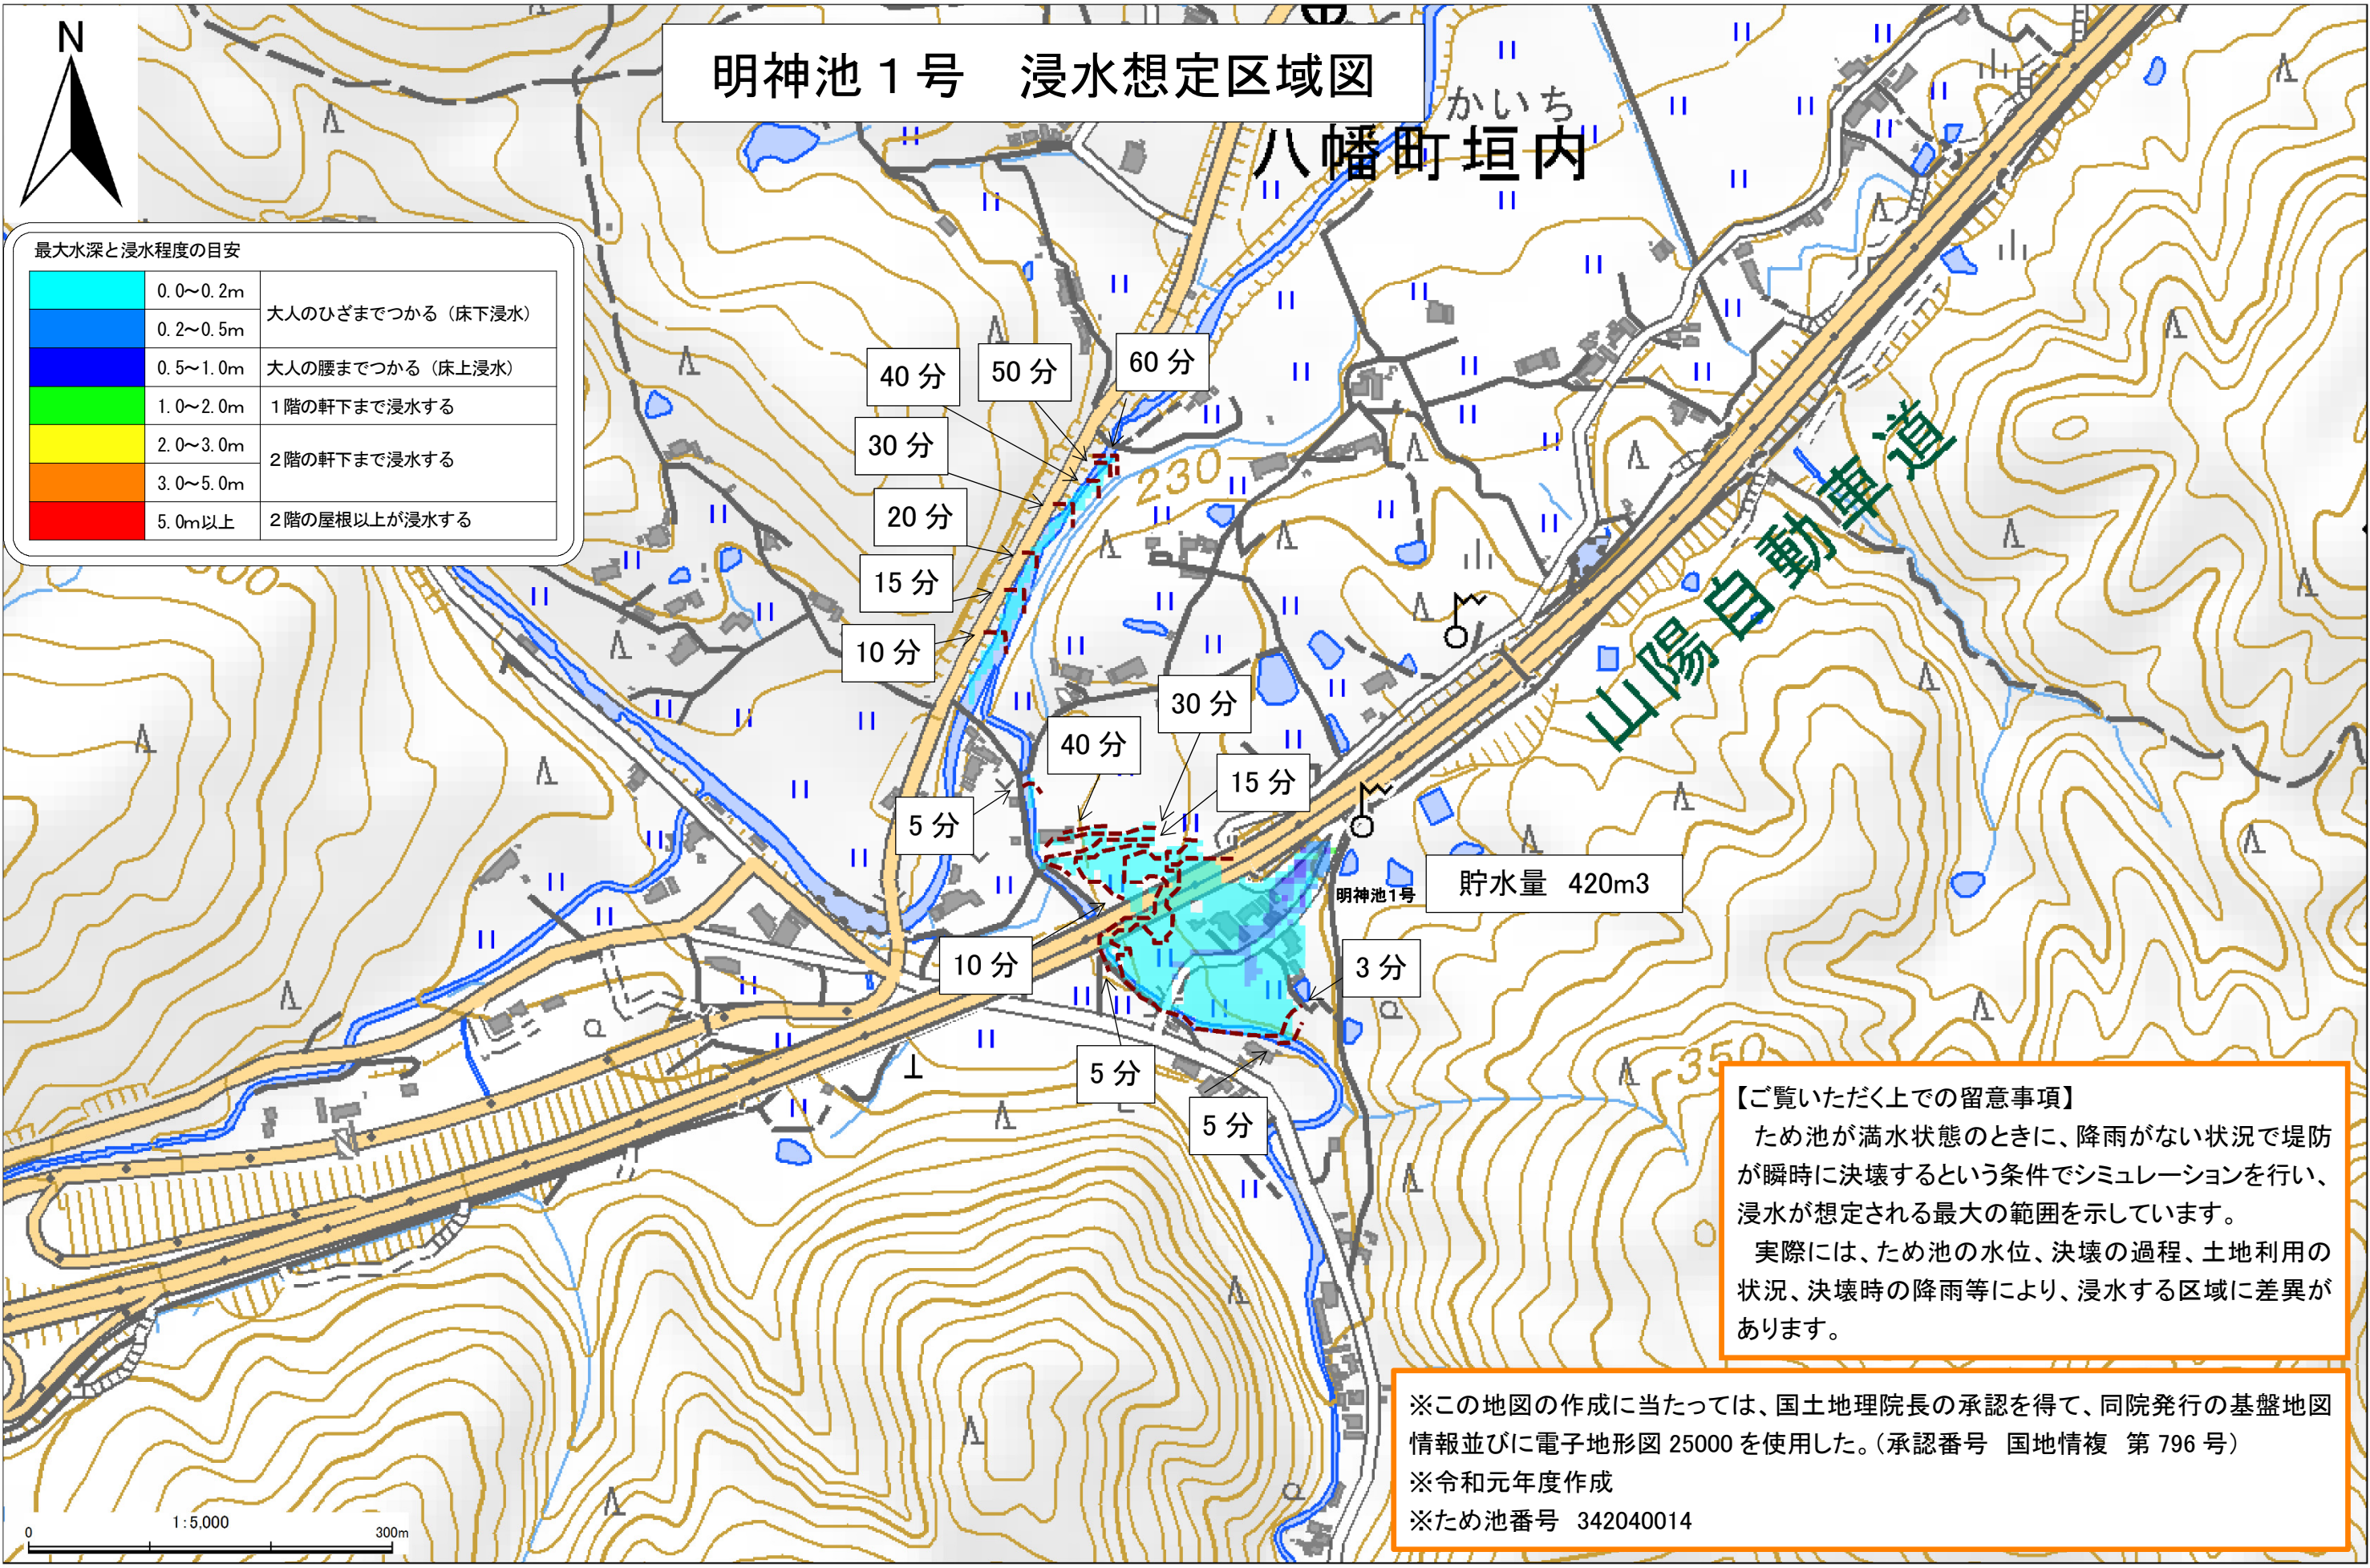 N
明神池１号　浸水想定区域図
かいち
八幡町垣内
最大水深と浸水程度の目安
0.0～0.2m
大人のひざまでつかる（床下浸水）
0.2～0.5m
0.5～1.0m　大人の腰までつかる（床上浸水）
1.0～2.0m　１階の軒下まで浸水する
2.0～3.0m
２階の軒下まで浸水する
3.0～5.0m
5.0m以上　２階の屋根以上が浸水する
60 分
50 分
40 分
30 分
20 分
15 分
10 分
230
300
山陽自動車道
30 分
40 分
15 分
5 分
明神池1号
貯水量　420m3
10 分
3 分
5 分
5 分
350
【ご覧いただく上での留意事項】
ため池が満水状態のときに、降雨がない状況で堤防
が瞬時に決壊するという条件でシミュレーションを行い、
浸水が想定される最大の範囲を示しています。
実際には、ため池の水位、決壊の過程、土地利用の
状況、決壊時の降雨等により、浸水する区域に差異が
あります。
※この地図の作成に当たっては、国土地理院長の承認を得て、同院発行の基盤地図
情報並びに電子地形図 25000 を使用した。（承認番号　国地情複　第 796 号）
※令和元年度作成
※ため池番号　342040014
1：5,000
0　300m